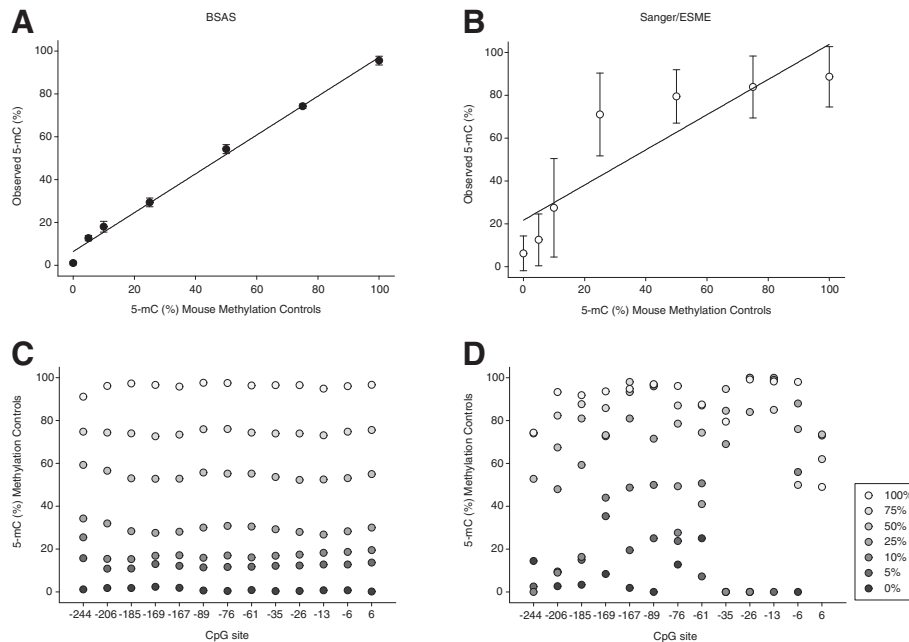 A
BSAS
100
80
60
40
20
0
Observed 5-mC (%)
0 20 40 60 80 100
5-mC (%) Mouse Methylation Controls
B
Sanger/ESME
100
80
60
40
20
0
Observed 5-mC (%)
0 20 40 60 80 100
5-mC (%) Mouse Methylation Controls
C
100
80
60
40
20
0
5-mC (%) Methylation Controls
-244 -206 -185 -169 -167 -89 -76 -61 -35 -26 -13 -6 6
CpG site
D
100
80
60
40
20
0
5-mC (%) Methylation Controls
-244 -206 -185 -169 -167 -89 -76 -61 -35 -26 -13 -6 6
CpG site
100%
75%
50%
25%
10%
5%
0%